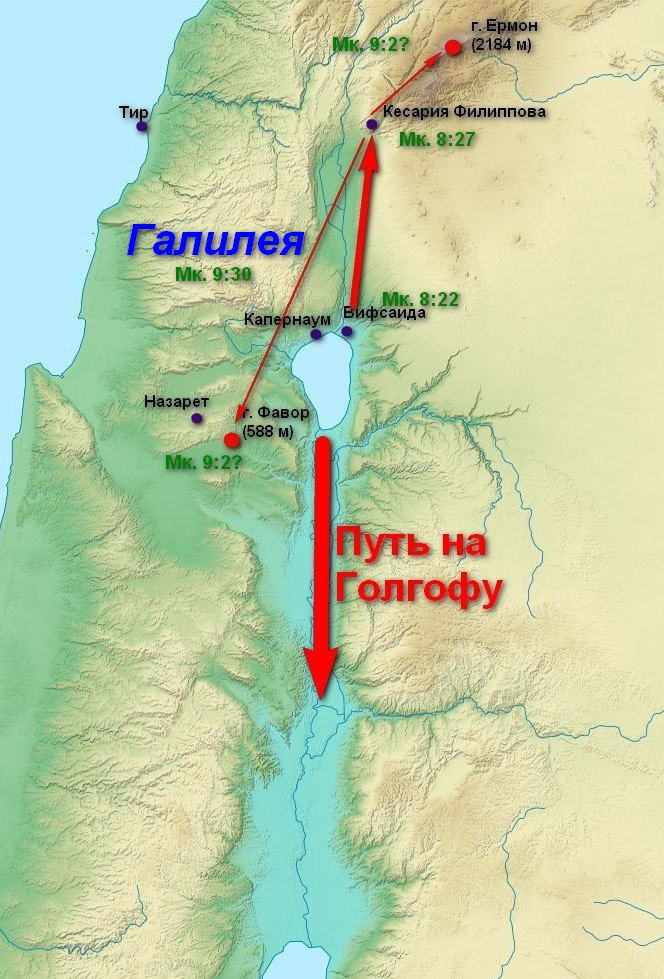 г. Ермон
(2184 м)
Мк. 9:2?
Тир
Кесария Филиппова
Мк. 8:27
Галилея
Мк. 9:30
Мк. 8:22
Вифсаида
Капернаум
Назарет
г. Фавор
(588 м)
Мк. 9:2?
Путь на
Голгофу